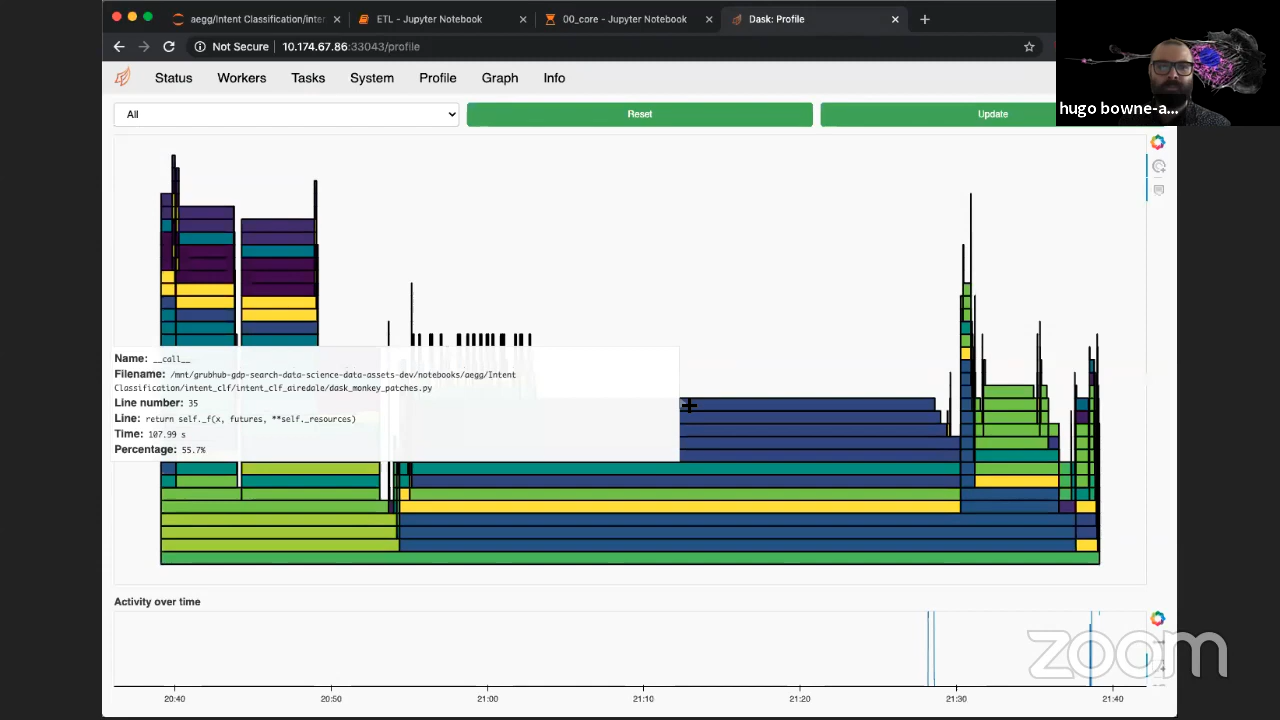 aegg/Intent Classification/inter
ETL - Jupyter Notebook
00_core - Jupyter Notebook
Dask: Profile
Not Secure 10.174.67.86:33043/profile
hugo bowne-a...
Status Workers Tasks System Profile Graph Info
All
Reset
Update
Name: __call__
Filename: /mnt/grubhub-gdp-search-data-science-data-assets-dev/notebooks/aegg/Intent
Classification/intent_clf/intent_clf_airedale/dask_monkey_patches.py
Line number: 35
Line: return self._f(x, futures, **self._resources)
Time: 107.99 s
Percentage: 55.7%
Activity over time
20:40 20:50 21:00 21:10 21:20 21:30 21:40
zoom